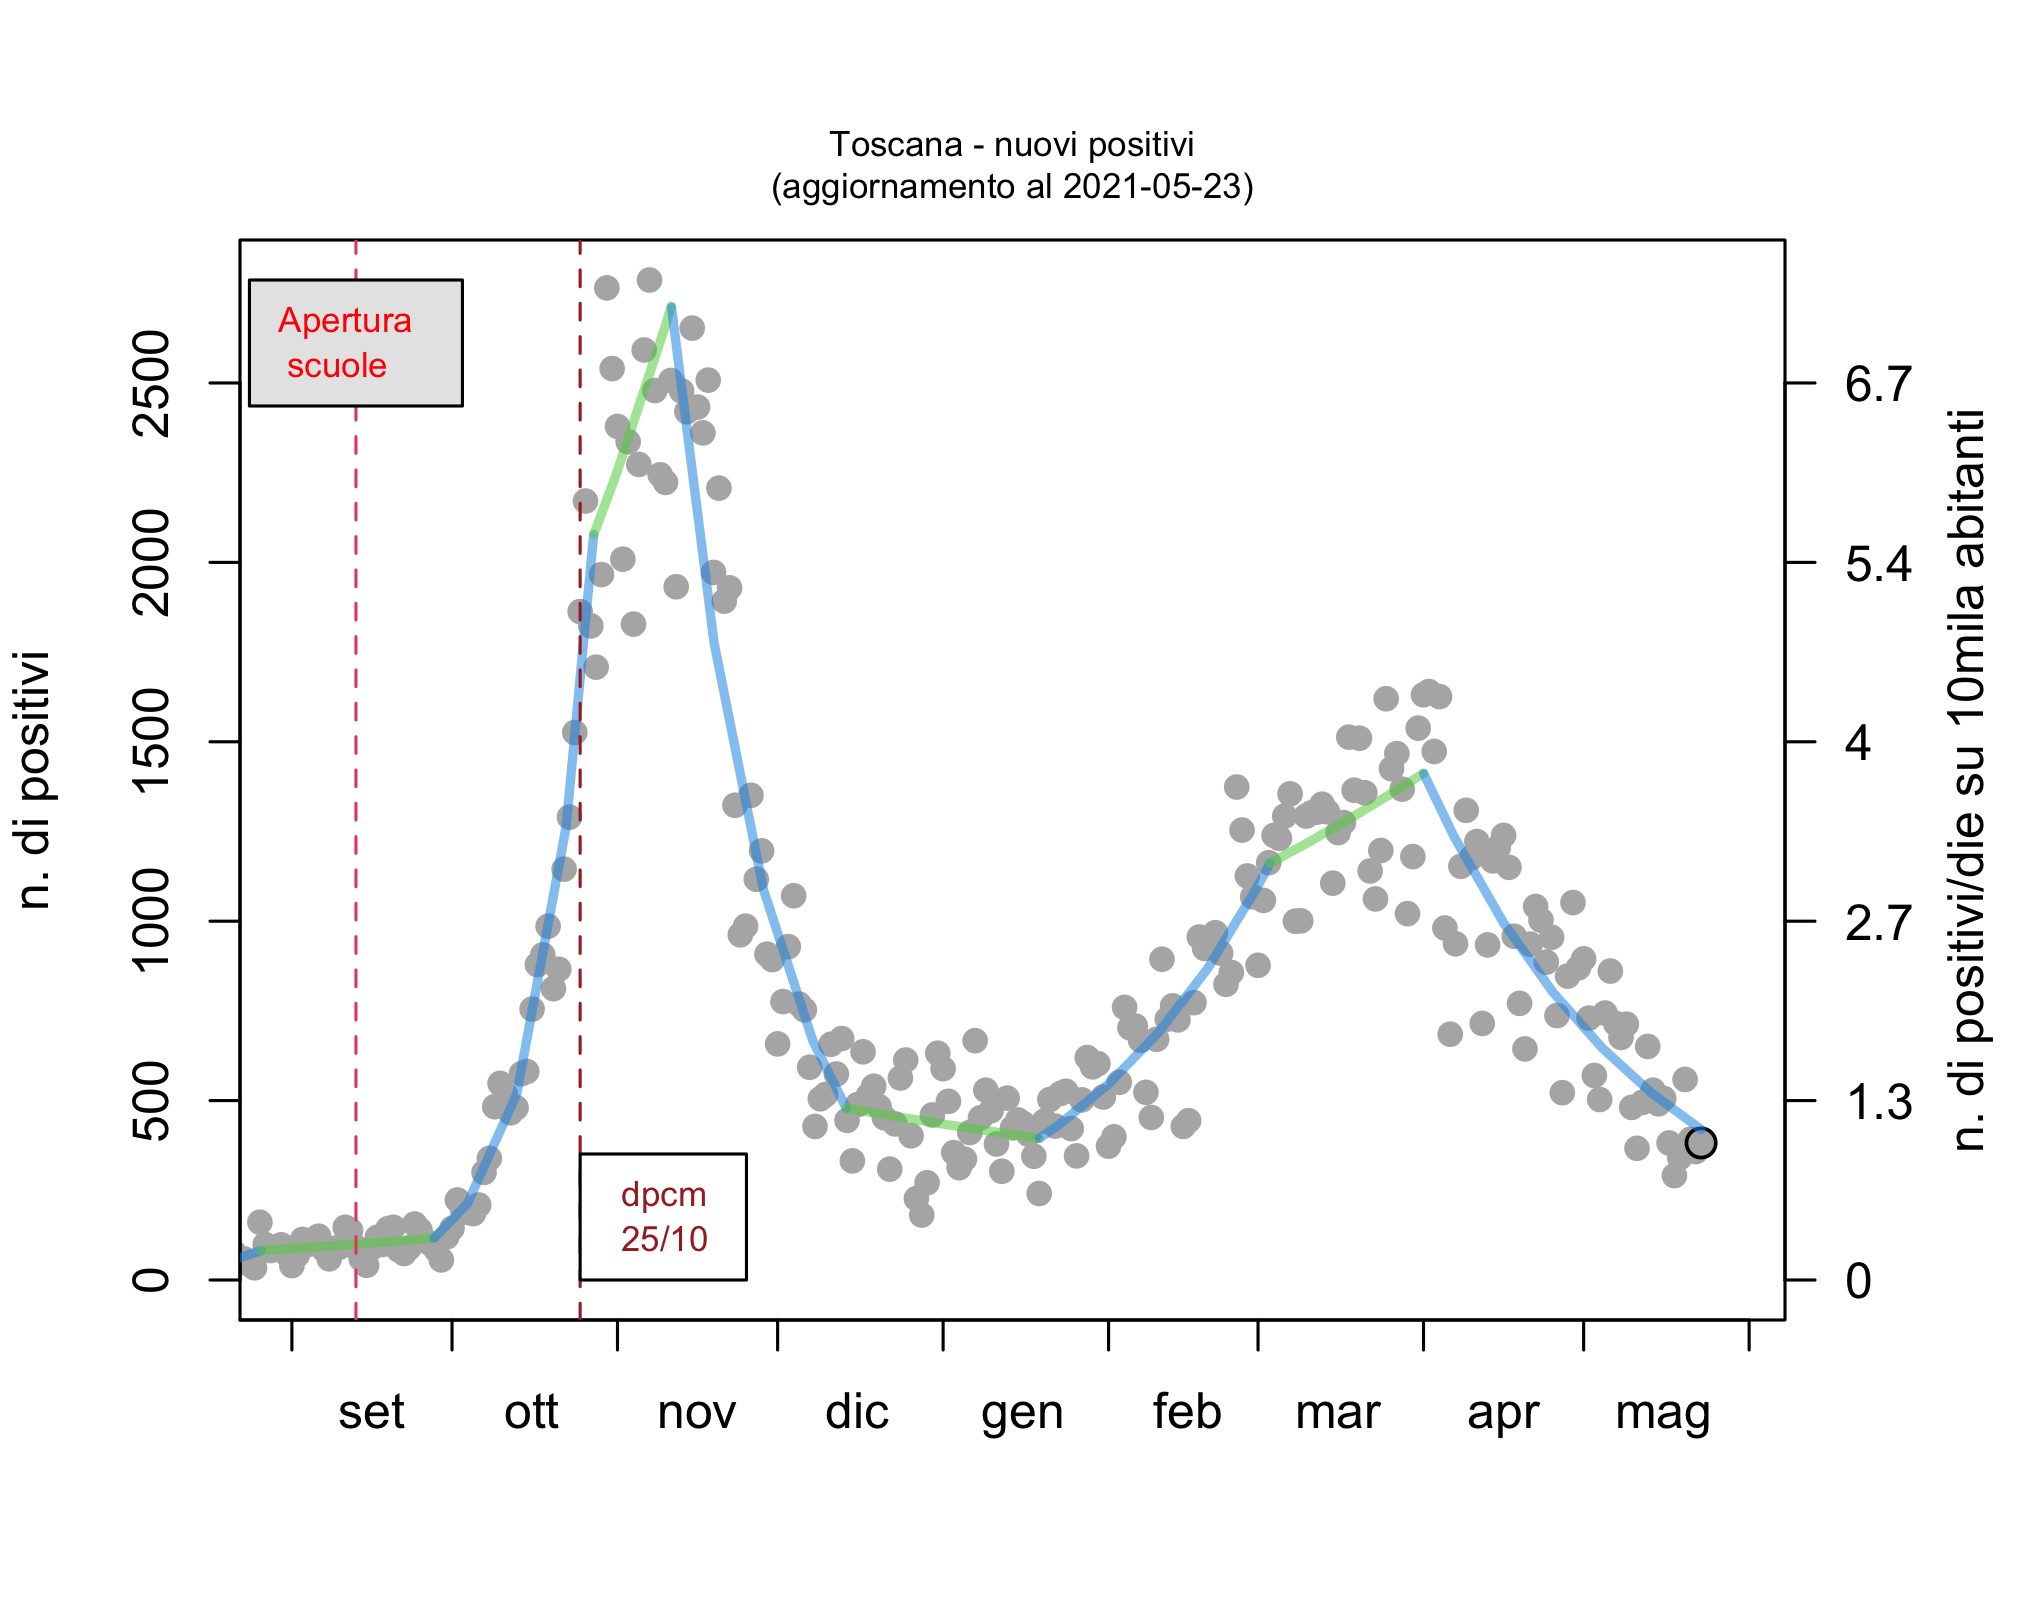 Toscana - nuovi positivi
(aggiornamento al 2021-05-23)
Apertura
scuole
dpcm
25/10
n. di positivi
0
500
1000
1500
2000
2500
set
ott
nov
dic
gen
feb
mar
apr
mag
0
1.3
2.7
4
5.4
6.7
n. di positivi/die su 10mila abitanti